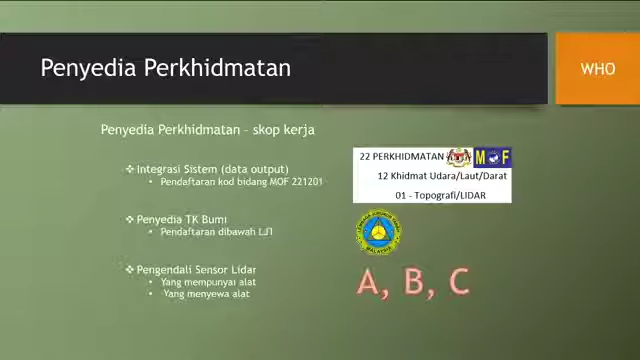 Penyedia Perkhidmatan
WHO
Penyedia Perkhidmatan – skop kerja
Integrasi Sistem (data output)
Pendaftaran kod bidang MOF 221201
22 PERKHIDMATAN
MOF
12 Khidmat Udara/Laut/Darat
01 - Topografi/LIDAR
Penyedia TK Bumi
Pendaftaran dibawah LJT
MALAYSIA
Pengendali Sensor Lidar
Yang mempunyai alat
Yang menyewa alat
A, B, C